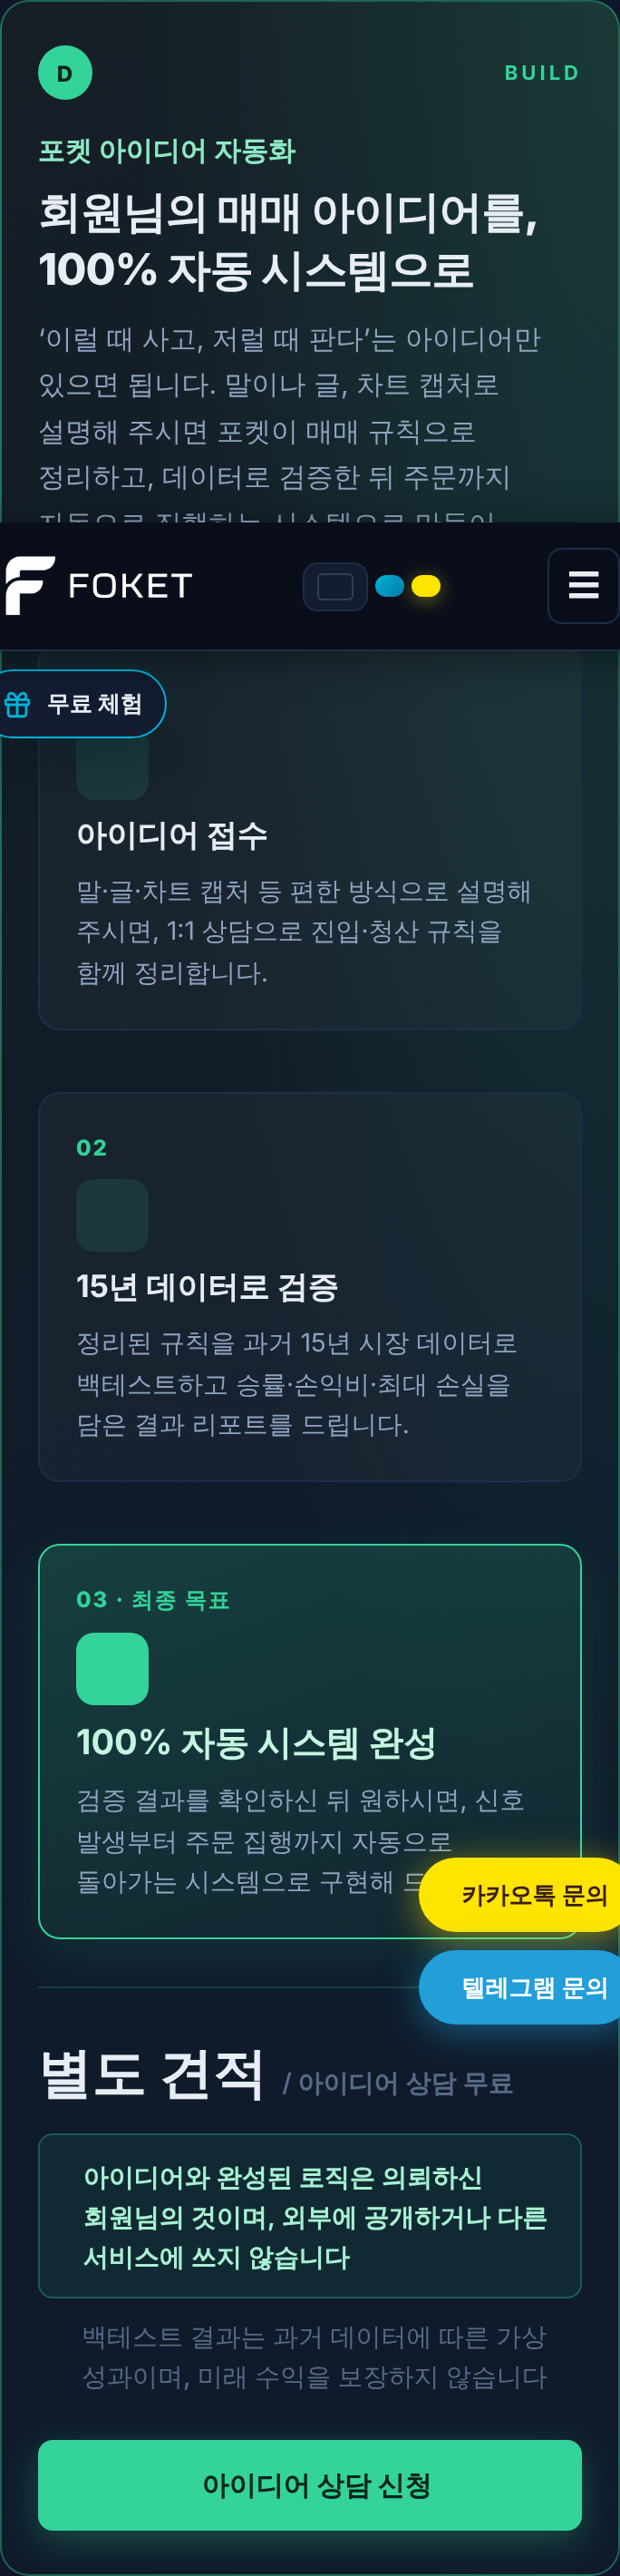 D
BUILD
포켓 아이디어 자동화
회원님의 매매 아이디어를,
100% 자동 시스템으로
‘이럴 때 사고, 저럴 때 판다’는 아이디어만
있으면 됩니다. 말이나 글, 차트 캡처로
설명해 주시면 포켓이 매매 규칙으로
정리하고, 데이터로 검증한 뒤 주문까지
자동으로 집행하는 시스템으로 만들어
FOKET
무료 체험
아이디어 접수
말·글·차트 캡처 등 편한 방식으로 설명해
주시면, 1:1 상담으로 진입·청산 규칙을
함께 정리합니다.
02
15년 데이터로 검증
정리된 규칙을 과거 15년 시장 데이터로
백테스트하고 승률·손익비·최대 손실을
담은 결과 리포트를 드립니다.
03 · 최종 목표
100% 자동 시스템 완성
검증 결과를 확인하신 뒤 원하시면, 신호
발생부터 주문 집행까지 자동으로
돌아가는 시스템으로 구현해
카카오톡 문의
텔레그램 문의
별도 견적 / 아이디어 상담 무료
아이디어와 완성된 로직은 의뢰하신
회원님의 것이며, 외부에 공개하거나 다른
서비스에 쓰지 않습니다
백테스트 결과는 과거 데이터에 따른 가상
성과이며, 미래 수익을 보장하지 않습니다
아이디어 상담 신청